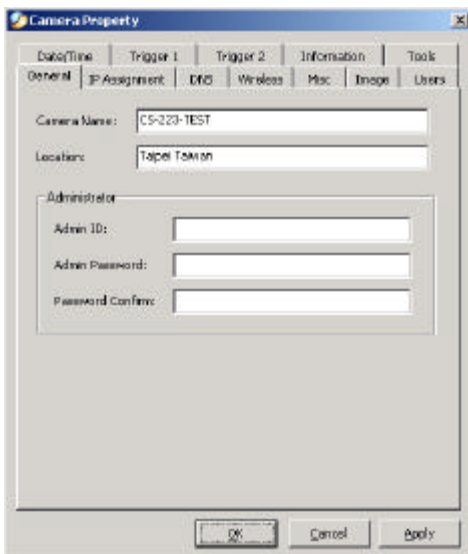 Camera Property
Date/Time Trigger 1 Trigger 2 Information Tools
General IP Assignment DNS Wireless Misc Image Users
Camera Name: CS-223-TEST
Location: Taipei Taiwan
Administrator
Admin ID:
Admin Password:
Password Confirm:
OK Cancel Apply